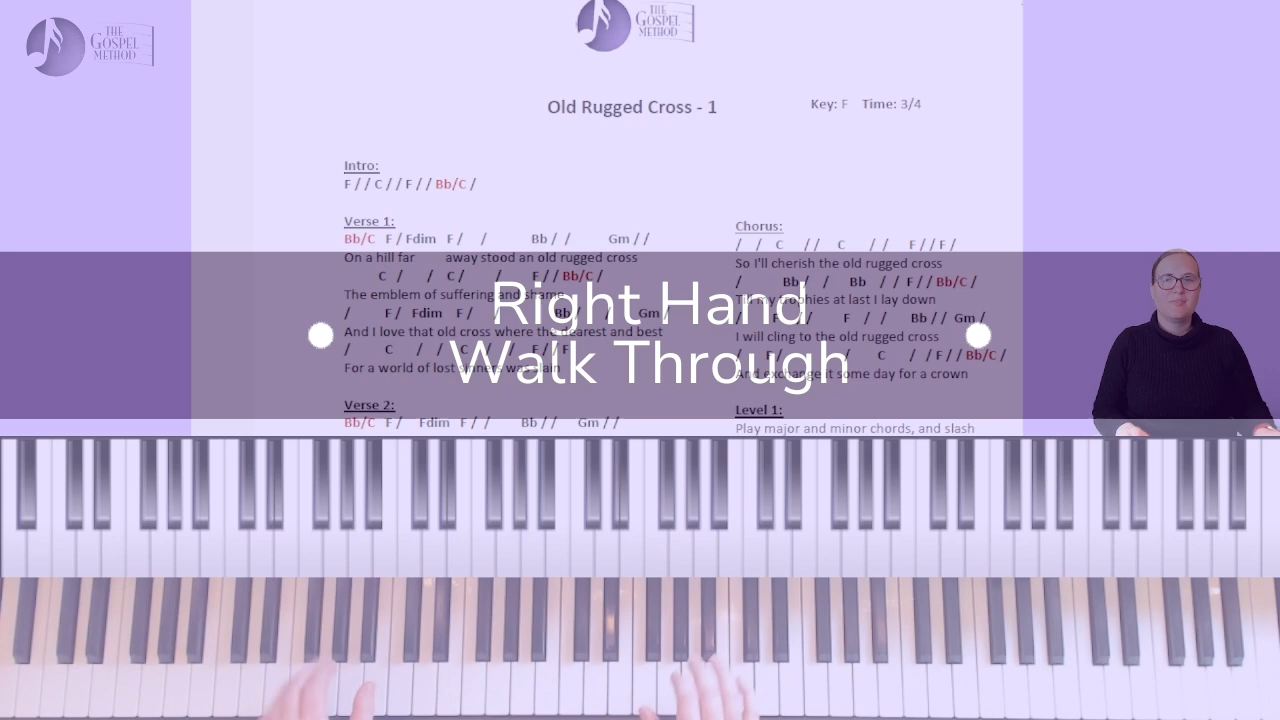 THE
GOSPEL
METHOD
THE
GOSPEL
METHOD
Old Rugged Cross - 1
Key: F Time: 3/4
Intro:
F / / C / / F / / Bb/C /
Verse 1:
Bb/C F / Fdim F / / Bb / / Gm / /
On a hill far away stood an old rugged cross
C / / C / / F / / Bb/C /
The emblem of suffering and shame
/ F / Fdim F / / Bb / / Gm /
And I love that old cross where the dearest and best
/ C / / C / / F / / F
For a world of lost sinners was slain
Verse 2:
Bb/C F / Fdim F / / Bb / / Gm / /
Chorus:
/ / C / / C / / F / / F /
So I'll cherish the old rugged cross
/ Bb / / Bb / / F / / Bb/C /
Till my trophies at last I lay down
/ F / F / / Bb / / Gm /
I will cling to the old rugged cross
/ F / / C / / F / / Bb/C /
And exchange it some day for a crown
Level 1:
Play major and minor chords, and slash
Right Hand
Walk Through